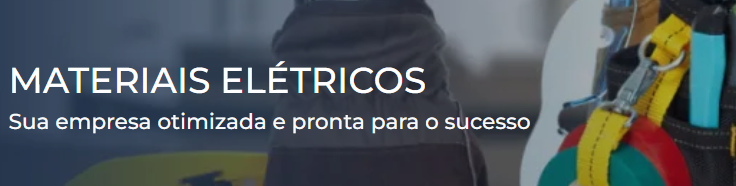 MATERIAIS ELÉTRICOS
Sua empresa otimizada e pronta para o sucesso